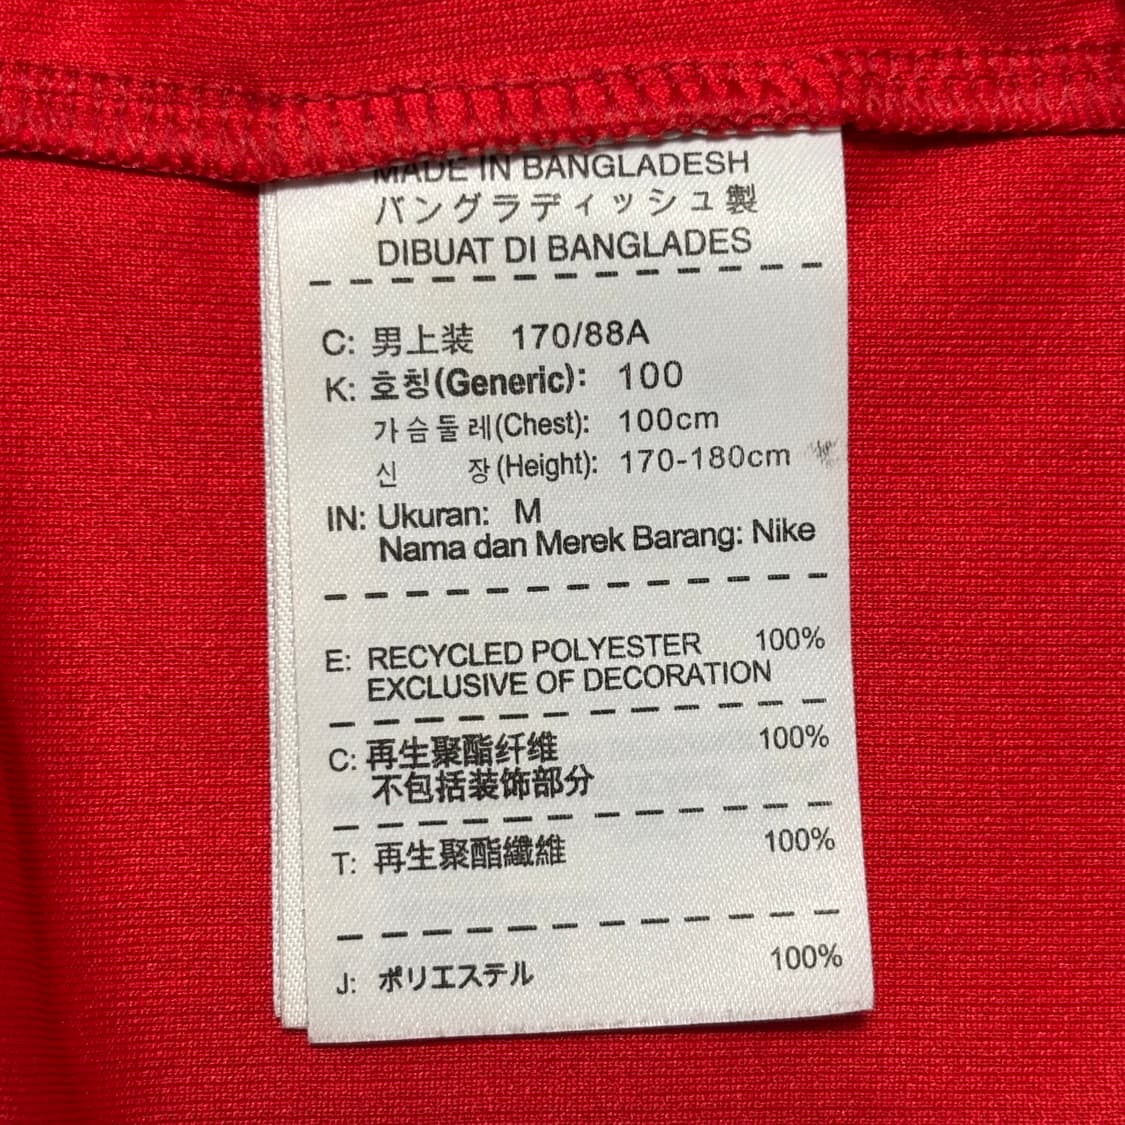 MADE IN BANGLADESH
バングラディッシュ製
DIBUAT DI BANGLADES
C: 男上装 170/88A
K: 호칭(Generic): 100
가슴둘레(Chest): 100cm
신 장(Height): 170-180cm
IN: Ukuran: M
Nama dan Merek Barang: Nike
E: RECYCLED POLYESTER 100%
EXCLUSIVE OF DECORATION
C: 再生聚酯纤维 100%
不包括装饰部分
T: 再生聚酯纖維 100%
J: ポリエステル 100%